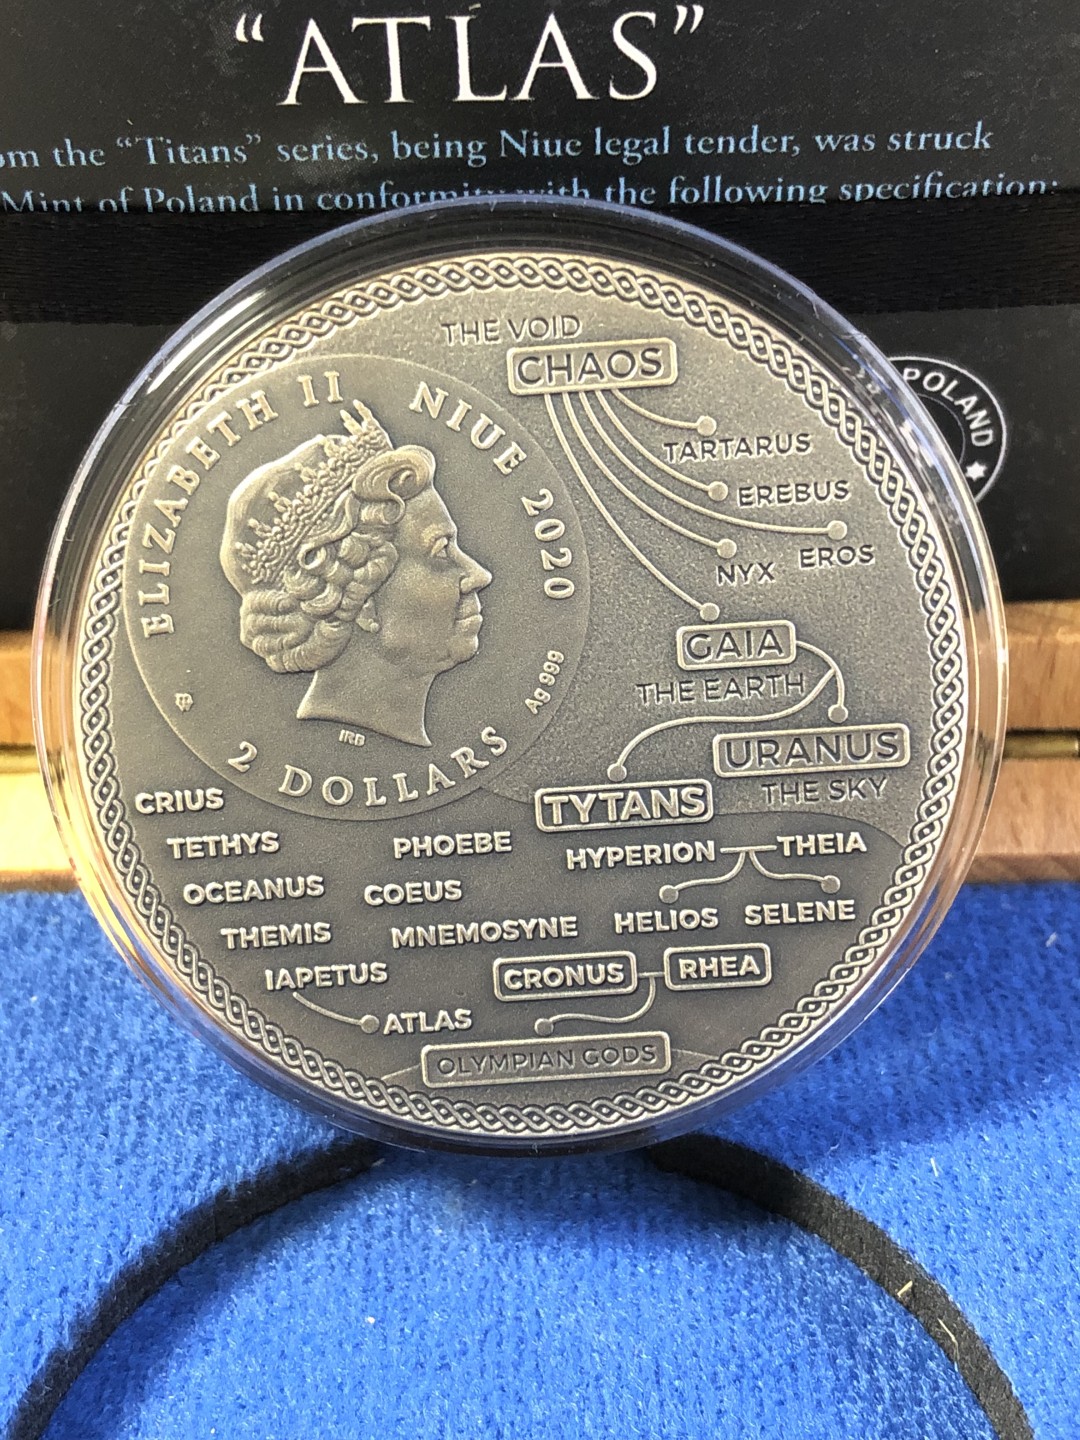 "ATLAS"
om the "Titans" series, being Niue legal tender, was struck
Mint of Poland in conformity with the following specification:
POLAND
THE VOID
CHAOS
TARTARUS
EREBUS
EROS
NYX
GAIA
THE EARTH
URANUS
THE SKY
TYTANS
ELIZABETH II NIUE 2020
Ag 999
IRB
2 DOLLARS
CRIUS
TETHYS PHOEBE
HYPERION THEIA
OCEANUS COEUS
HELIOS SELENE
THEMIS MNEMOSYNE
IAPETUS CRONUS RHEA
ATLAS
OLYMPIAN GODS